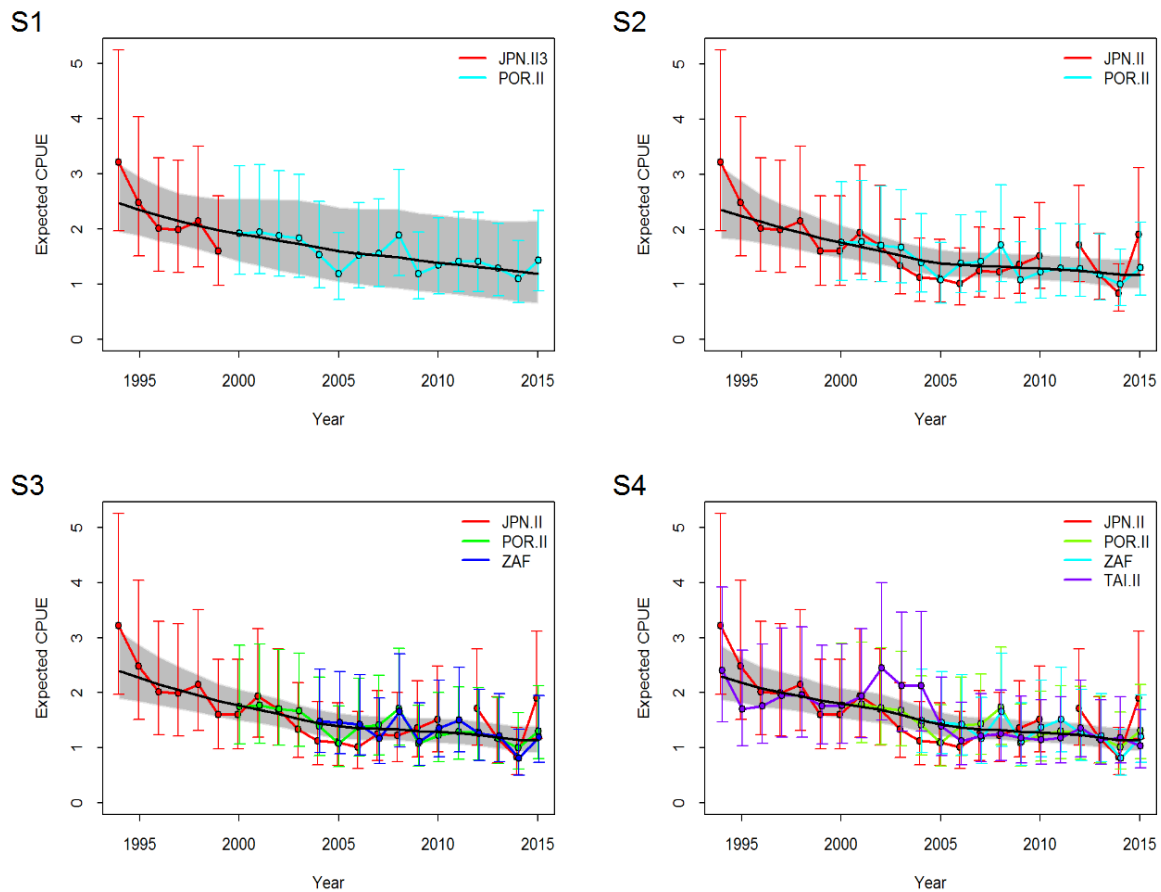 S1
JPN.II3
POR.II
Expected CPUE
5
4
3
2
1
0
1995 2000 2005 2010 2015
Year
S2
JPN.II
POR.II
Expected CPUE
5
4
3
2
1
0
1995 2000 2005 2010 2015
Year
S3
JPN.II
POR.II
ZAF
Expected CPUE
5
4
3
2
1
0
1995 2000 2005 2010 2015
Year
S4
JPN.II
POR.II
ZAF
TAI.II
Expected CPUE
5
4
3
2
1
0
1995 2000 2005 2010 2015
Year